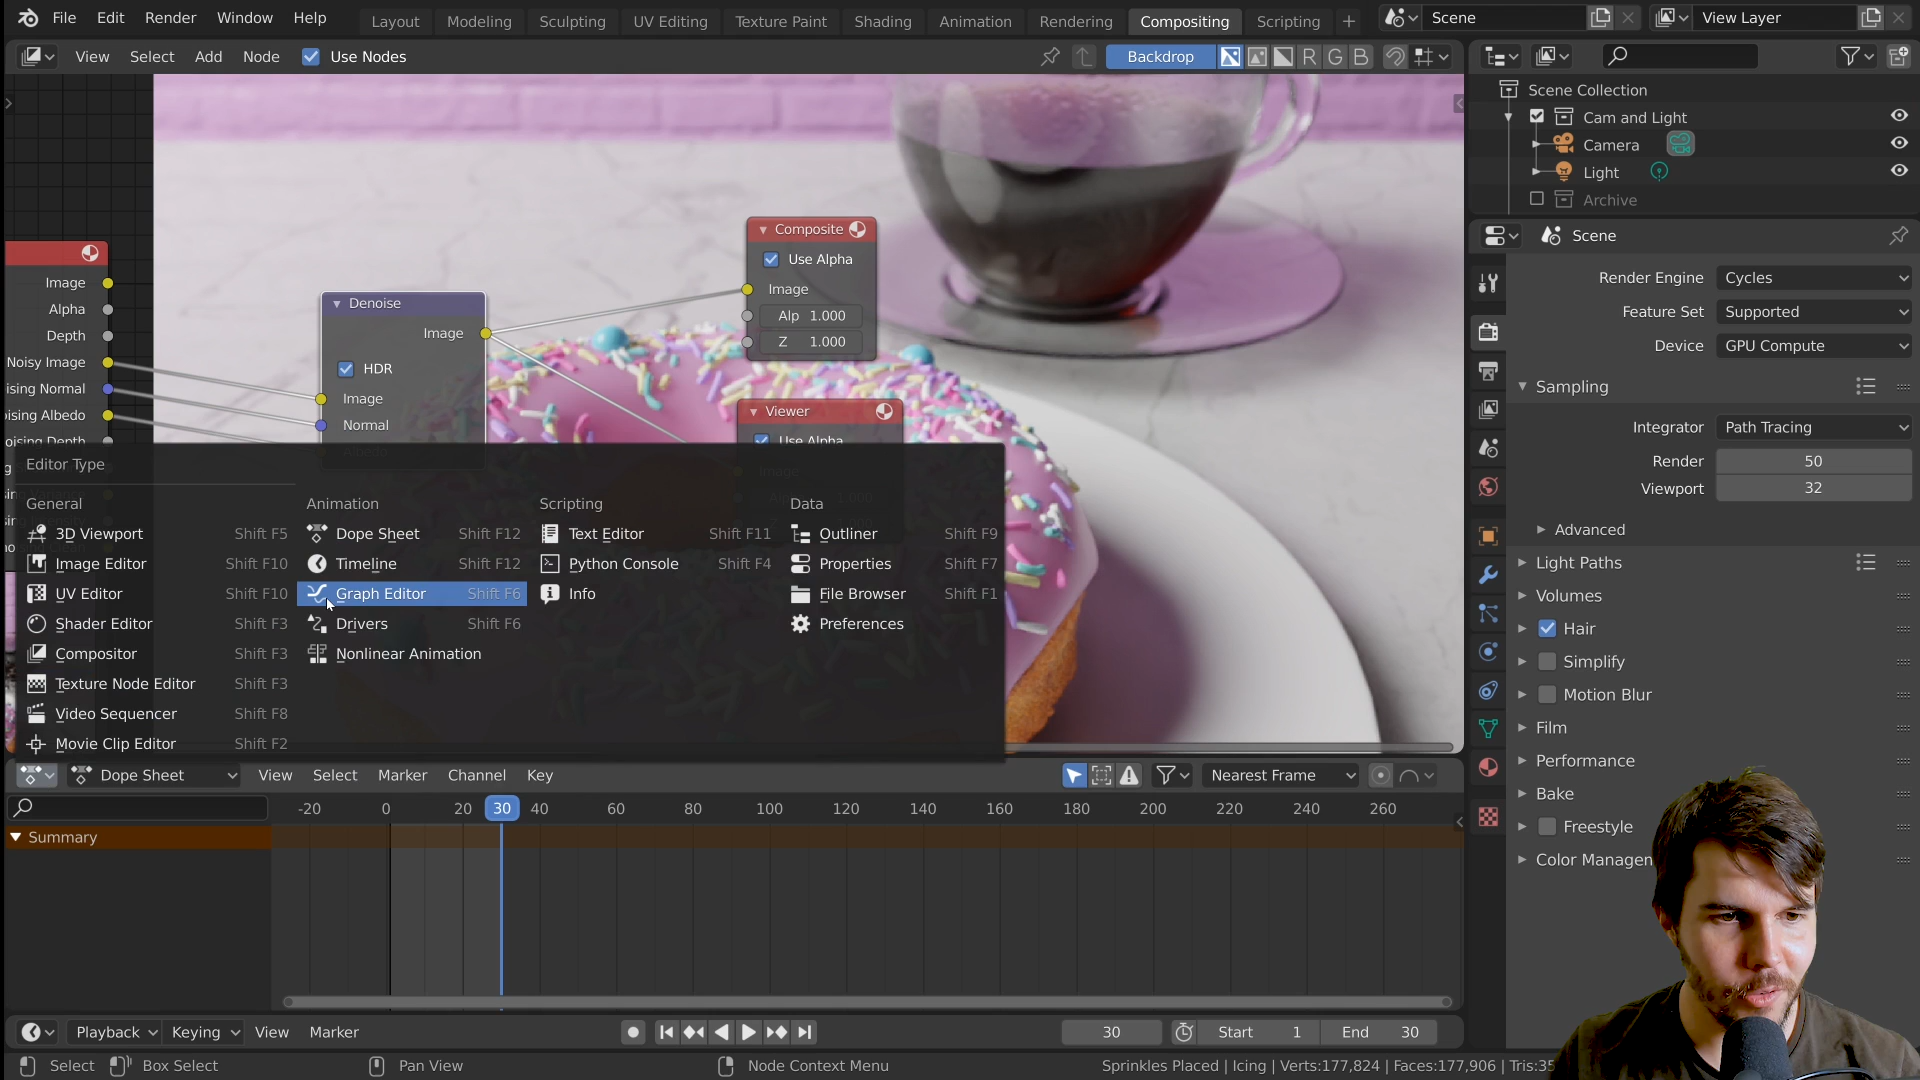 File Edit Render Window Help Layout Modeling Sculpting UV Editing Texture Paint Shading Animation Rendering Compositing Scripting + Scene View Layer
View Select Add Node Use Nodes Backdrop R G B
Scene Collection
Cam and Light
Camera
Light
Archive
Scene
Render Engine Cycles
Feature Set Supported
Device GPU Compute
Sampling
Integrator Path Tracing
Render 50
Viewport 32
Advanced
Light Paths
Volumes
Hair
Simplify
Motion Blur
Film
Performance
Bake
Freestyle
Color Managen
Image
Alpha
Depth
Noisy Image
ising Normal
oising Albedo
oising Depth
Denoise
Image
HDR
Image
Normal
Composite
Use Alpha
Image
Alp 1.000
Z 1.000
Viewer
Use Alpha
Editor Type
General
3D Viewport Shift F5
Image Editor Shift F10
UV Editor Shift F10
Shader Editor Shift F3
Compositor Shift F3
Texture Node Editor Shift F3
Video Sequencer Shift F8
Movie Clip Editor Shift F2
Animation
Dope Sheet Shift F12
Timeline Shift F12
Graph Editor Shift F6
Drivers Shift F6
Nonlinear Animation
Scripting
Text Editor Shift F11
Python Console Shift F4
Info
Data
Outliner Shift F9
Properties Shift F7
File Browser Shift F1
Preferences
Dope Sheet View Select Marker Channel Key Nearest Frame
-20 0 20 30 40 60 80 100 120 140 160 180 200 220 240 260
Summary
Playback Keying View Marker 30 Start 1 End 30
Select Box Select Pan View Node Context Menu Sprinkles Placed | Icing | Verts:177,824 | Faces:177,906 | Tris:35